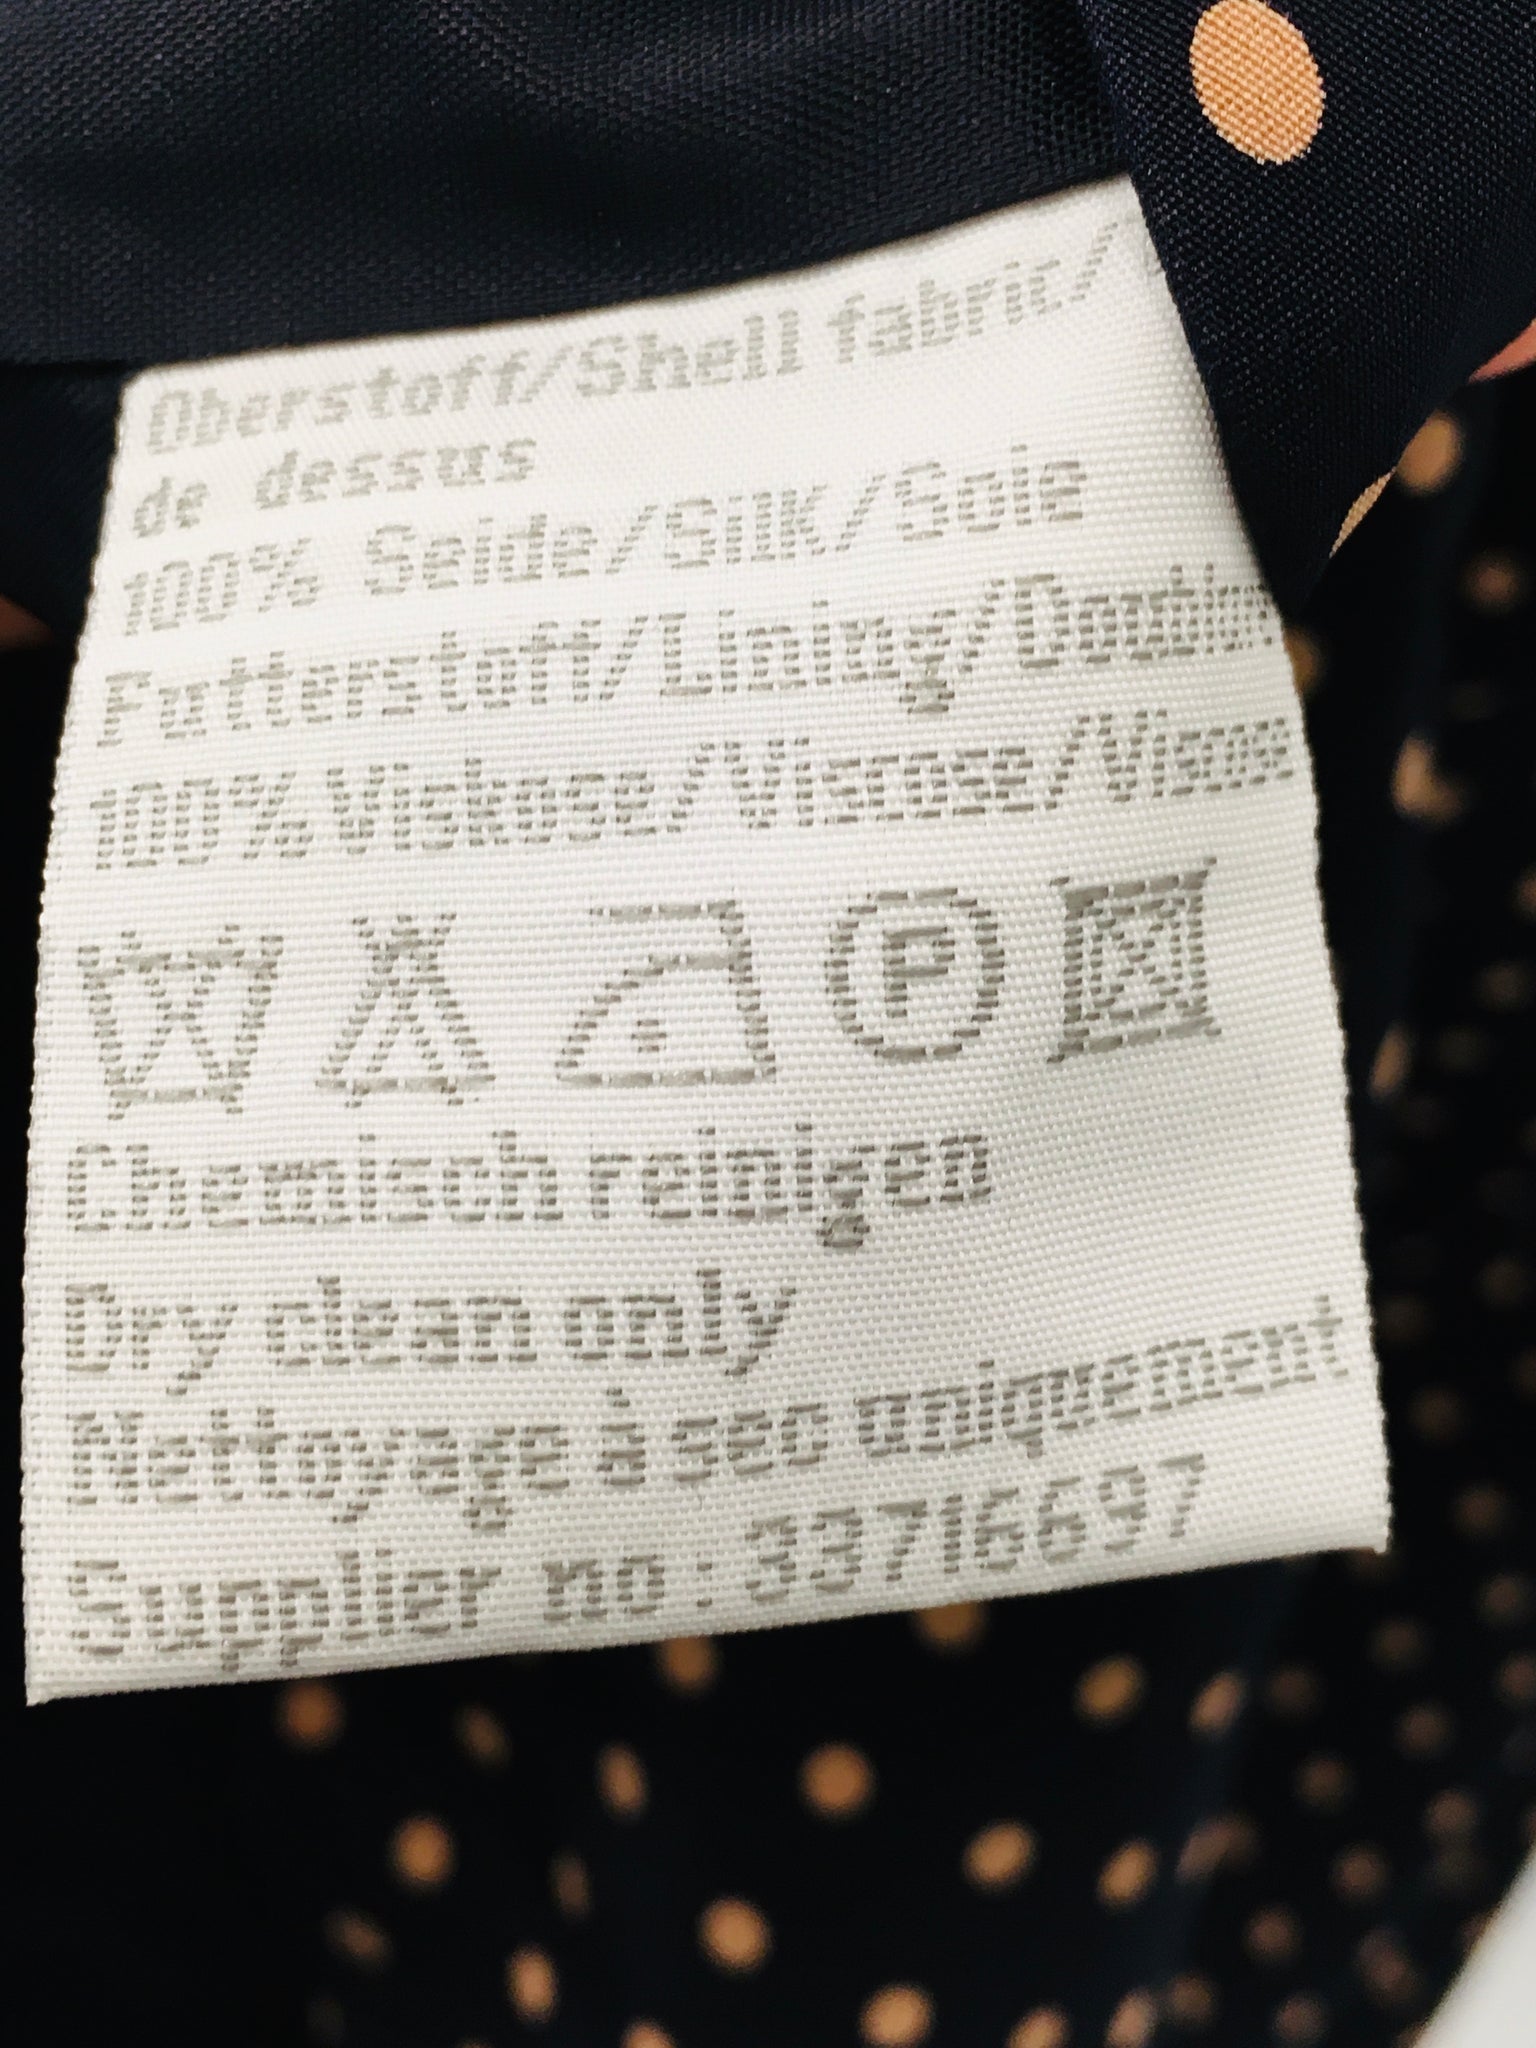 Oberstoff/Shell fabric/
de dessus
100% Seide/Silk/Soie
Futterstoff/Lining/Doublure
100% Viskose/Viscose/Viscose
P
Chemisch reinigen
Dry clean only
Nettoyage à sec uniquement
Supplier no: 33716697